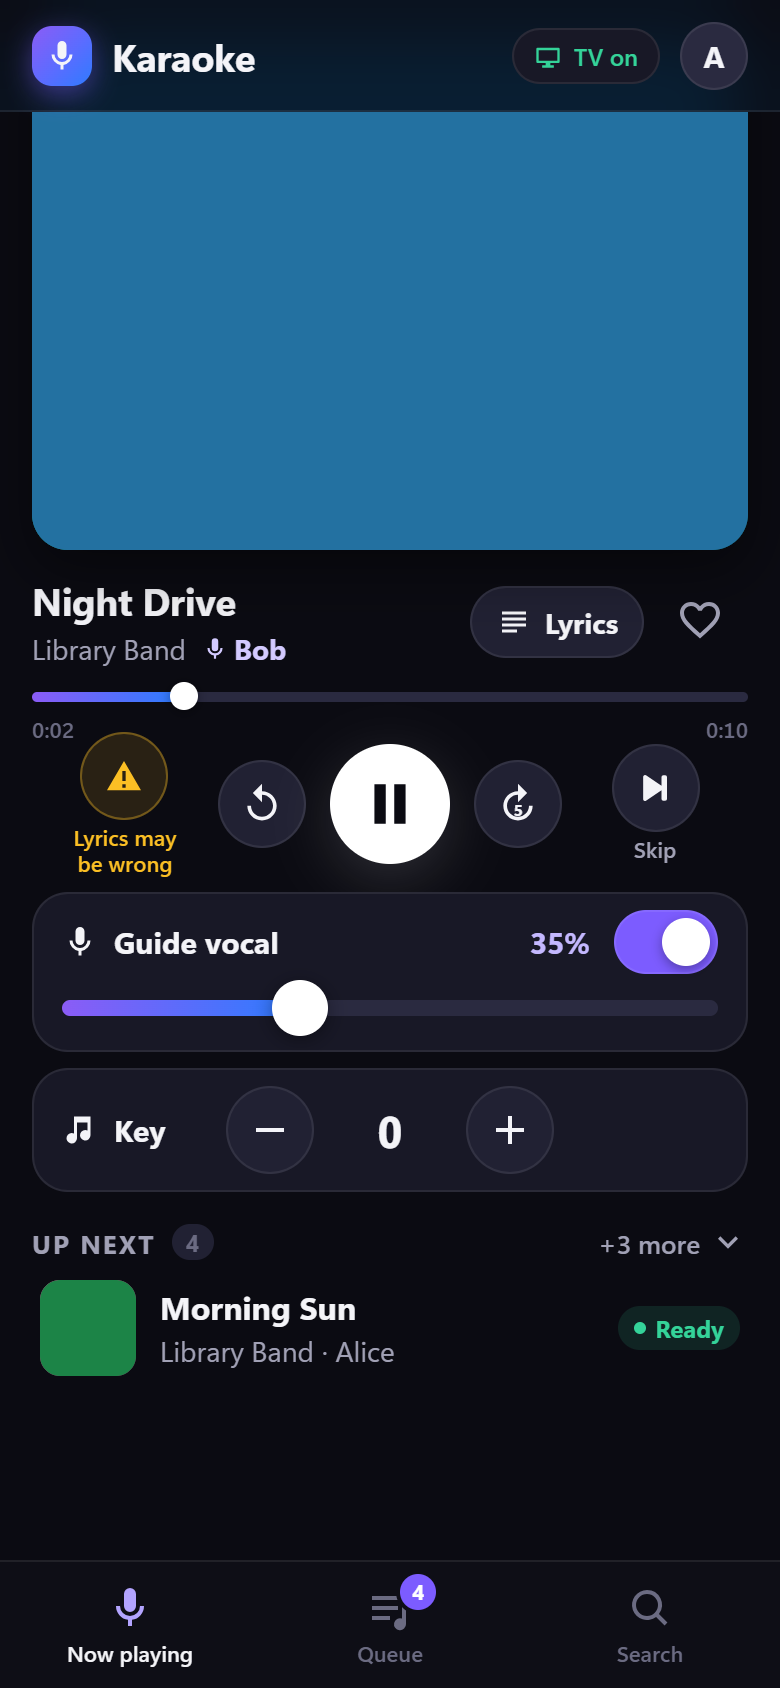 Karaoke
TV on
A
Night Drive
Lyrics
Library Band
Bob
0:02
0:10
5
Lyrics may
be wrong
Skip
Guide vocal
35%
Key
0
UP NEXT
4
+3 more
Morning Sun
Library Band · Alice
Ready
4
Now playing
Queue
Search